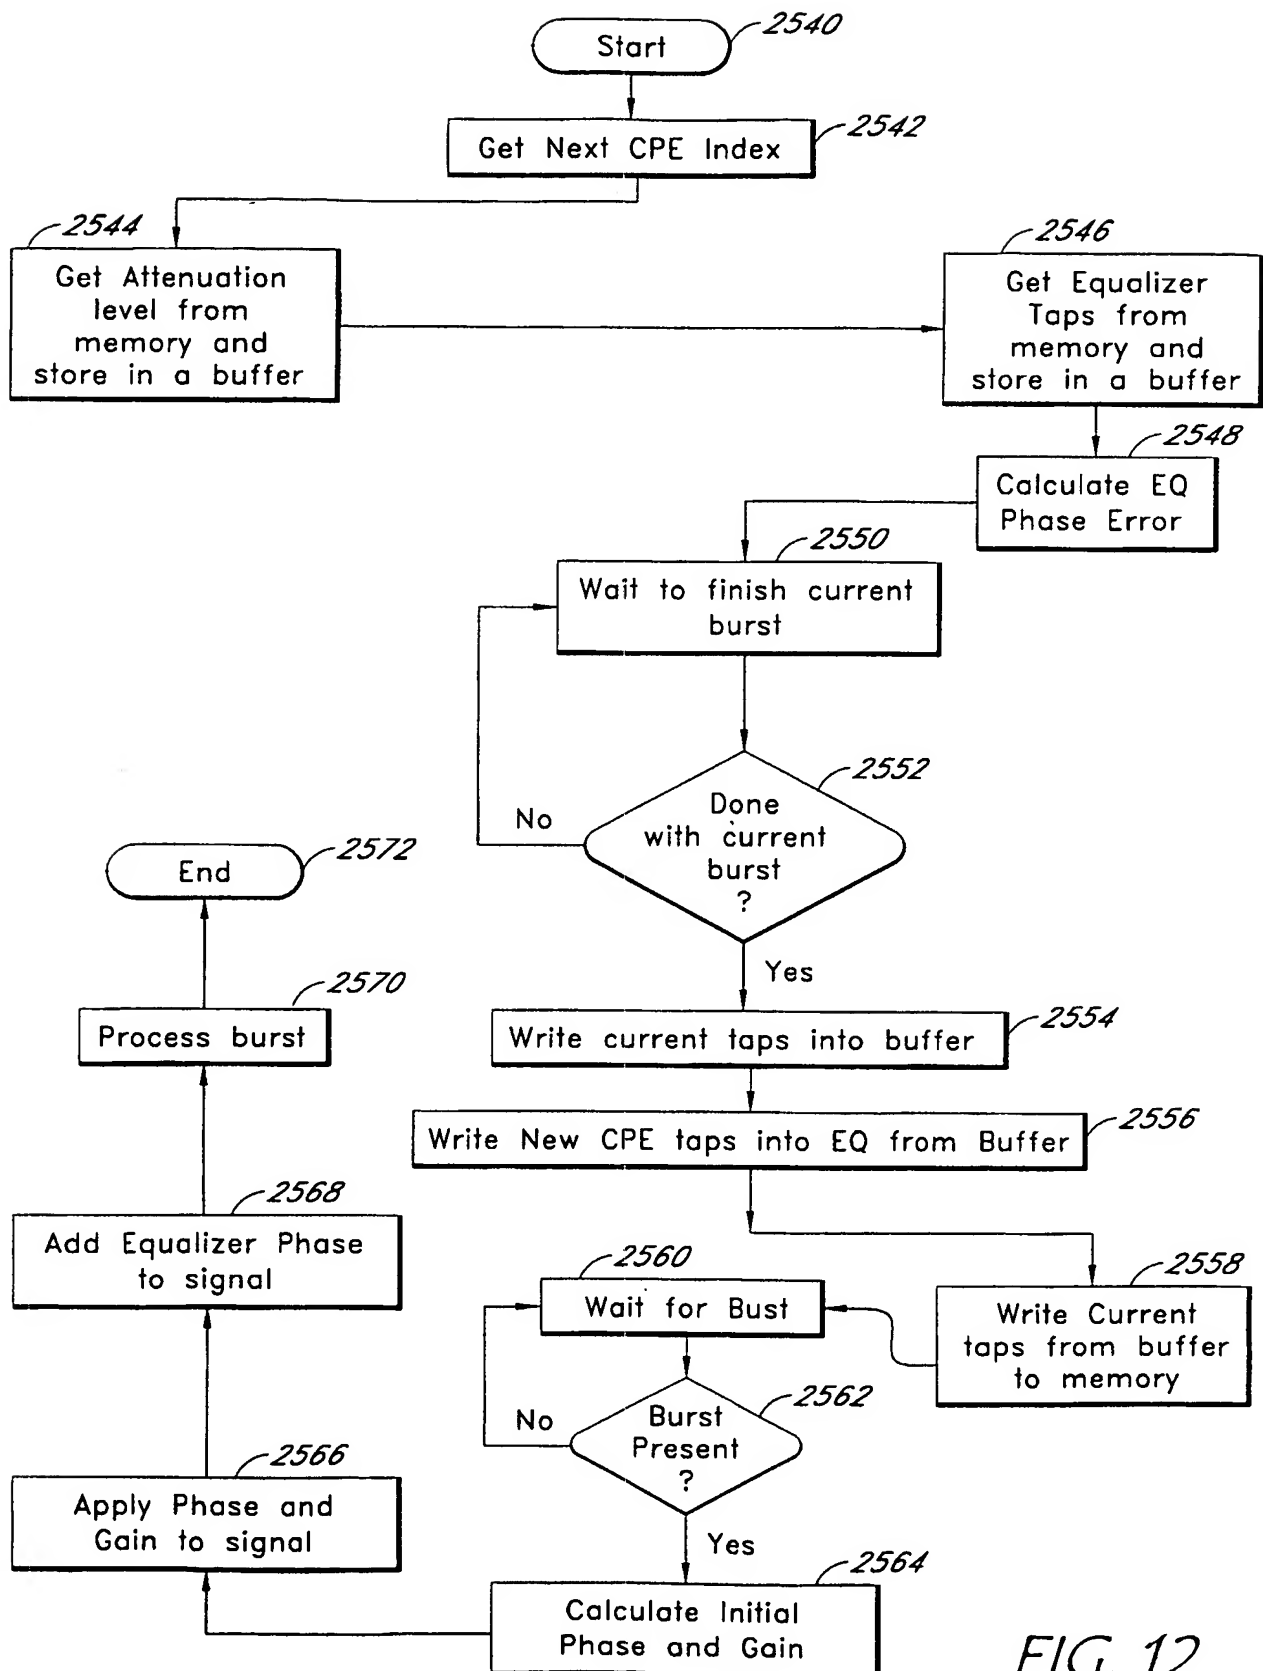 Start
2540
Get Next CPE Index
2542
2544
Get Attenuation
level from
memory and
store in a buffer
2546
Get Equalizer
Taps from
memory and
store in a buffer
2548
Calculate EQ
Phase Error
2550
Wait to finish current
burst
2552
Done
with current
burst
?
No
Yes
2554
Write current taps into buffer
2556
Write New CPE taps into EQ from Buffer
2558
Write Current
taps from buffer
to memory
2560
Wait for Bust
2562
Burst
Present
?
No
Yes
2564
Calculate Initial
Phase and Gain
2566
Apply Phase and
Gain to signal
2568
Add Equalizer Phase
to signal
2570
Process burst
2572
End
FIG. 12